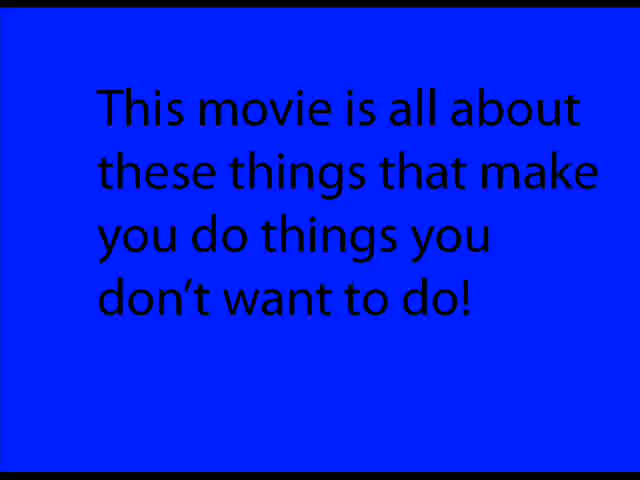 This movie is all about
these things that make
you do things you
don’t want to do!